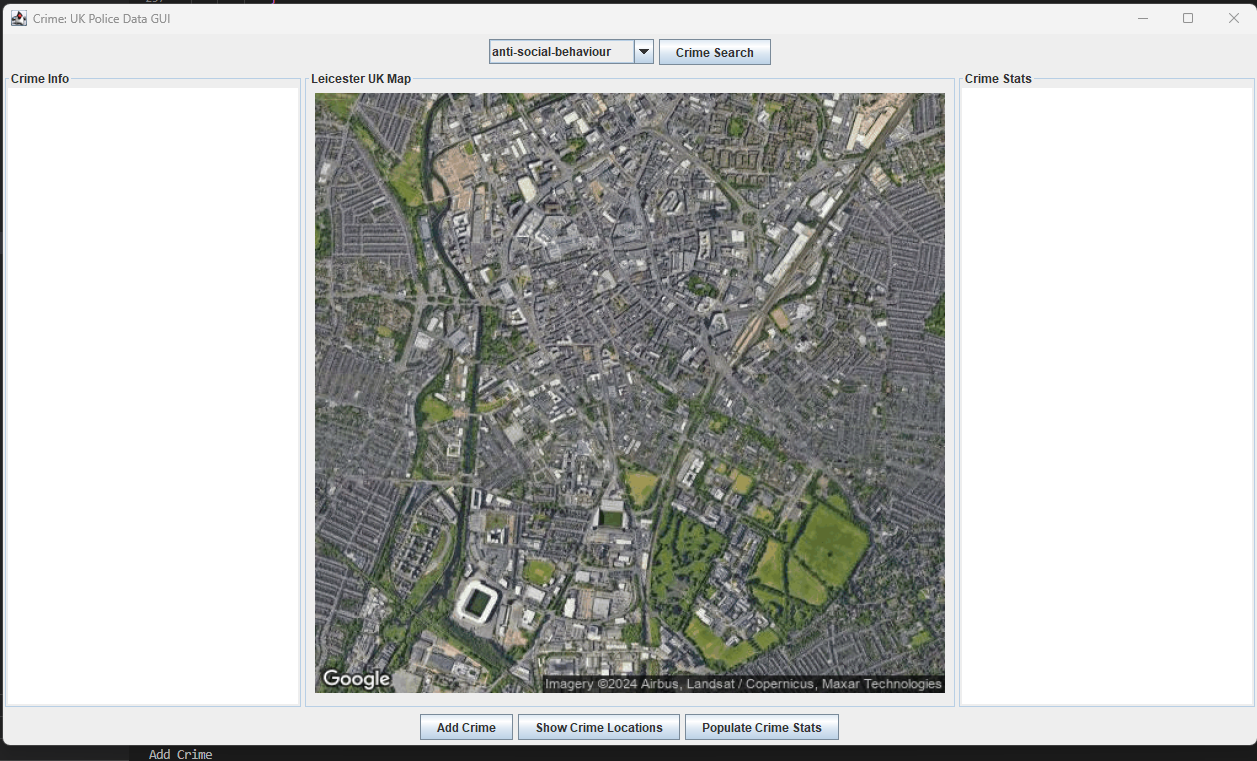 Crime: UK Police Data GUI
anti-social-behaviour
Crime Search
Crime Info
Leicester UK Map
Crime Stats
Google
Imagery ©2024 Airbus, Landsat / Copernicus, Maxar Technologies
Add Crime
Show Crime Locations
Populate Crime Stats
Add Crime